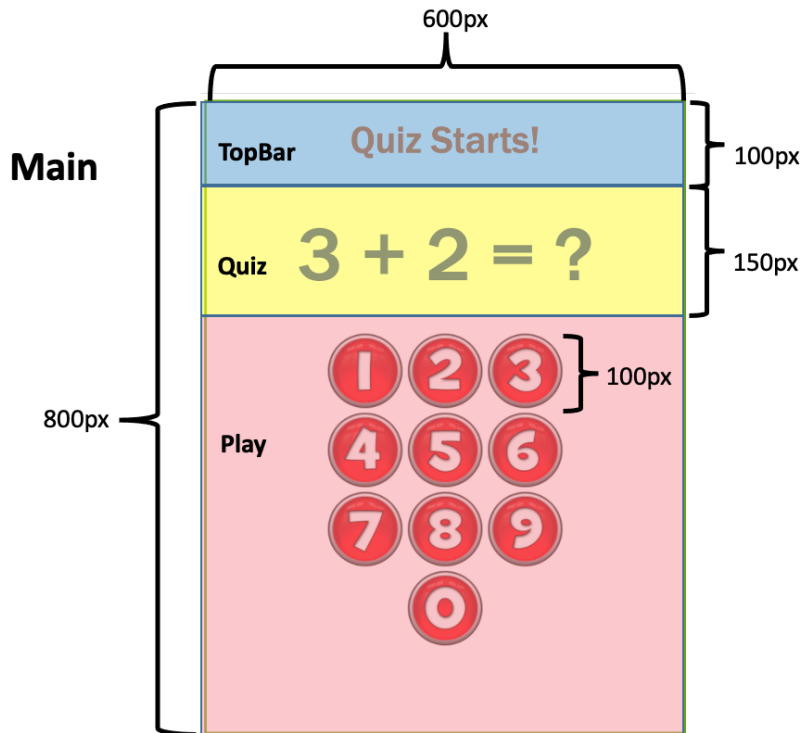 600px
Main
TopBar
Quiz Starts!
100px
Quiz
3 + 2 = ?
150px
1 2 3
100px
800px
Play
4 5 6
7 8 9
0